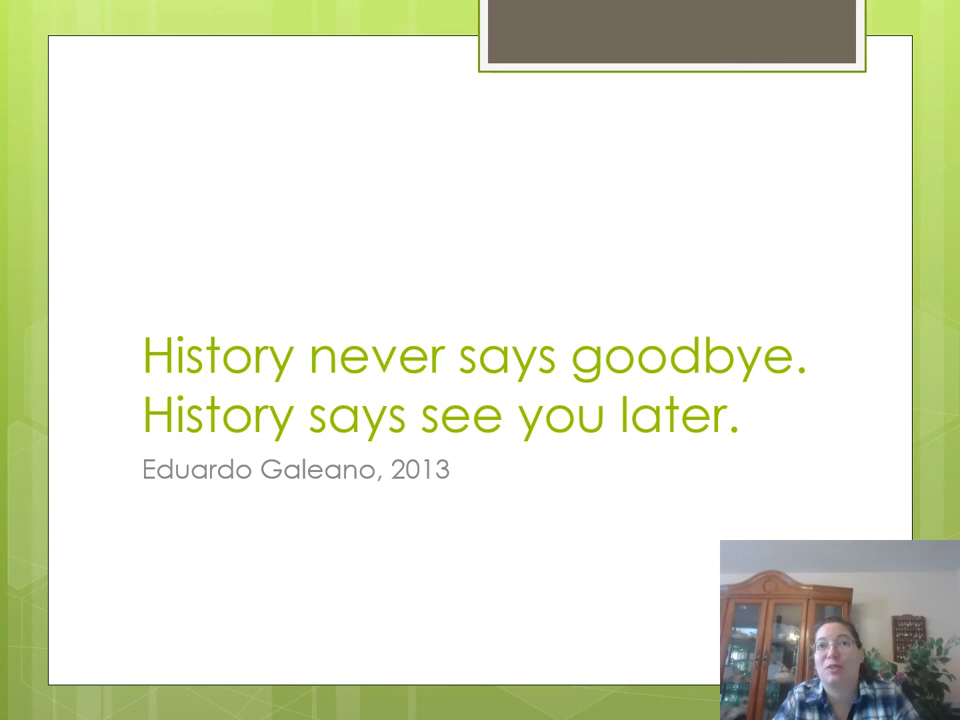 History never says goodbye.
History says see you later.
Eduardo Galeano, 2013